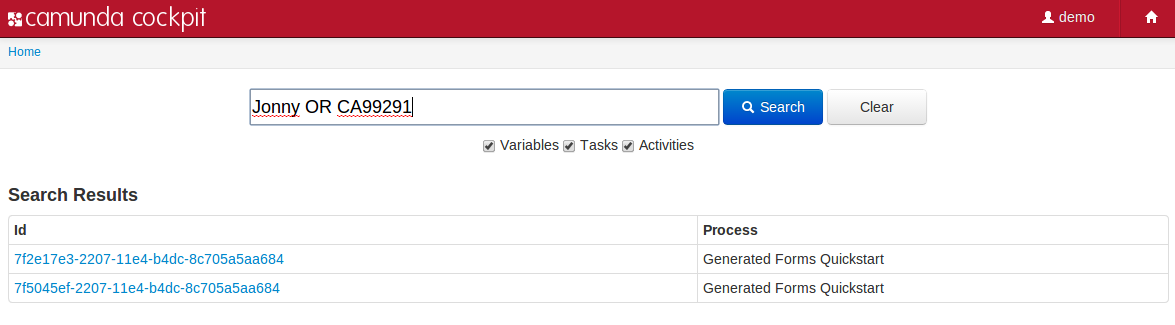 camunda cockpit demo
Home
Jonny OR CA99291 Search Clear
Variables Tasks Activities
Search Results
Id Process
7f2e17e3-2207-11e4-b4dc-8c705a5aa684 Generated Forms Quickstart
7f5045ef-2207-11e4-b4dc-8c705a5aa684 Generated Forms Quickstart